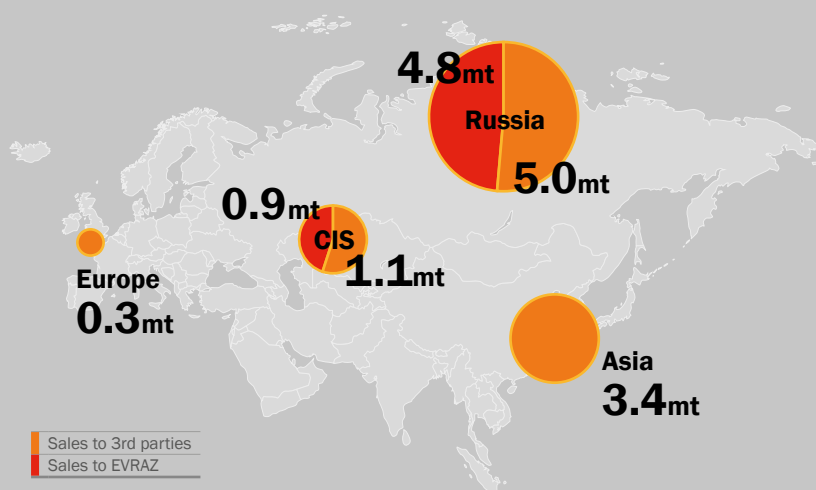 4.8mt
Russia
5.0mt
0.9mt
CIS
1.1mt
Europe
0.3mt
Asia
3.4mt
Sales to 3rd parties
Sales to EVRAZ